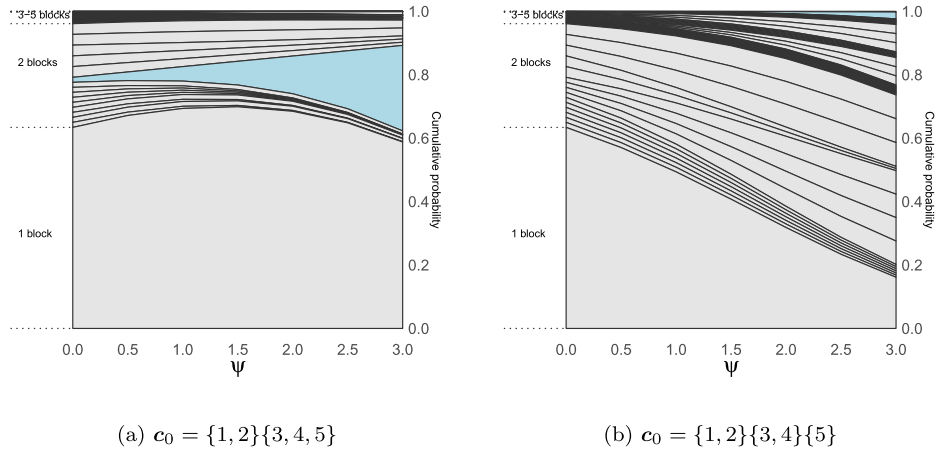 3–5 blocks
2 blocks
1 block
1.0
0.8
0.6
0.4
0.2
0.0
Cumulative probability
0.0 0.5 1.0 1.5 2.0 2.5 3.0
ψ
(a) c₀ = {1, 2}{3, 4, 5}
3–5 blocks
2 blocks
1 block
1.0
0.8
0.6
0.4
0.2
0.0
Cumulative probability
0.0 0.5 1.0 1.5 2.0 2.5 3.0
ψ
(b) c₀ = {1, 2}{3, 4}{5}